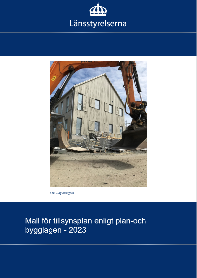 Länsstyrelserna
Mall för tillsynsplan enligt plan-och
bygglagen - 2023